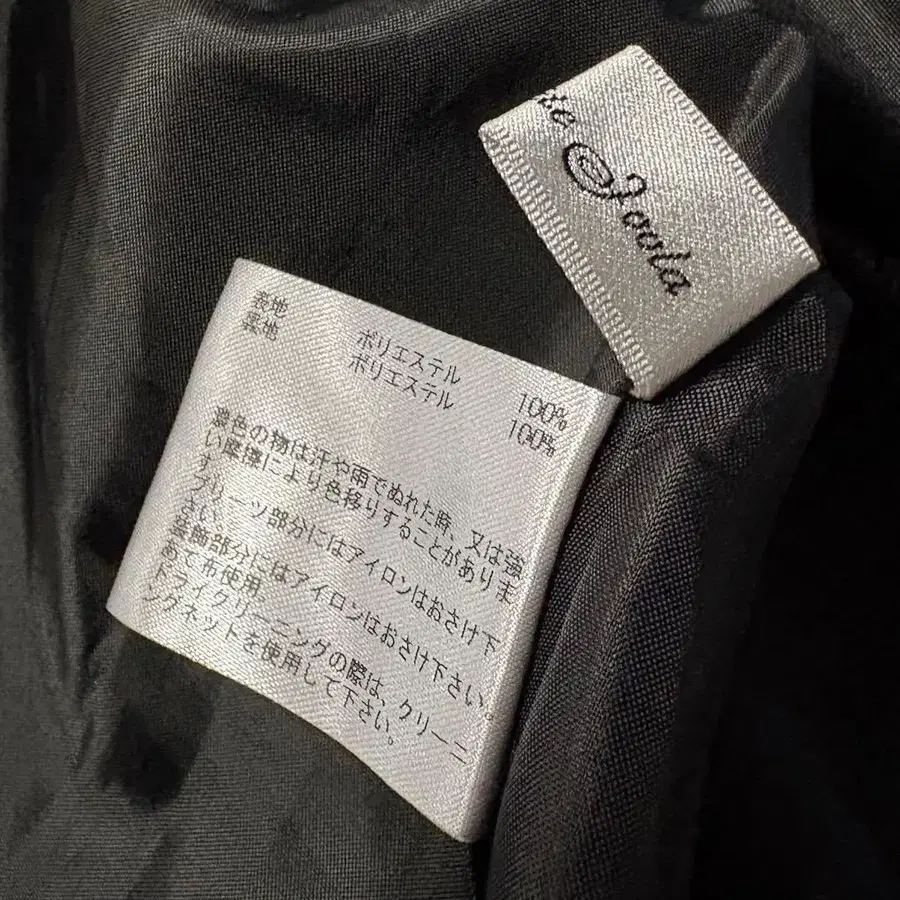 Joola
表地 ポリエステル 100%
裏地 ポリエステル 100%
濃色の物は汗や雨でぬれた時、又は強
い摩擦により色移りすることがありま
す。
プリーツ部分にはアイロンはおさけ下
さい。
装飾部分にはアイロンはおさけ下さい。
あて布使用。
ドライクリーニングの際は、クリーニ
ングネットを使用して下さい。